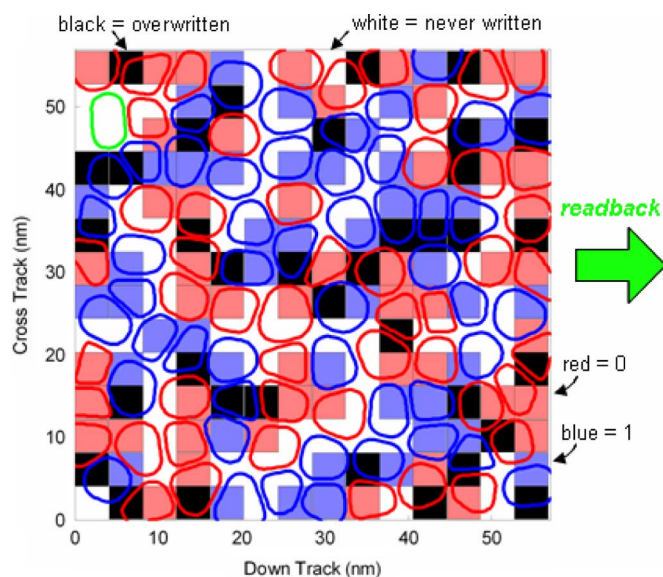 black = overwritten
white = never written
50
40
30
20
10
0
Cross Track (nm)
0 10 20 30 40 50
Down Track (nm)
readback
red = 0
blue = 1